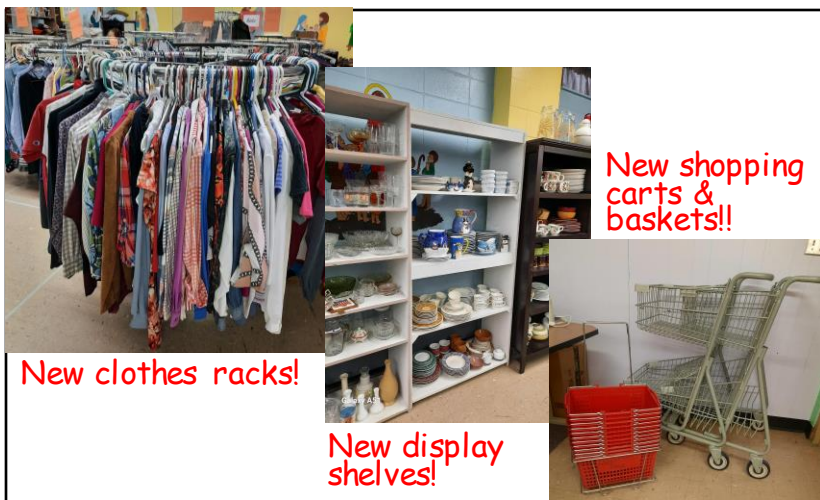 New clothes racks!
New display
shelves!
New shopping
carts &
baskets!!